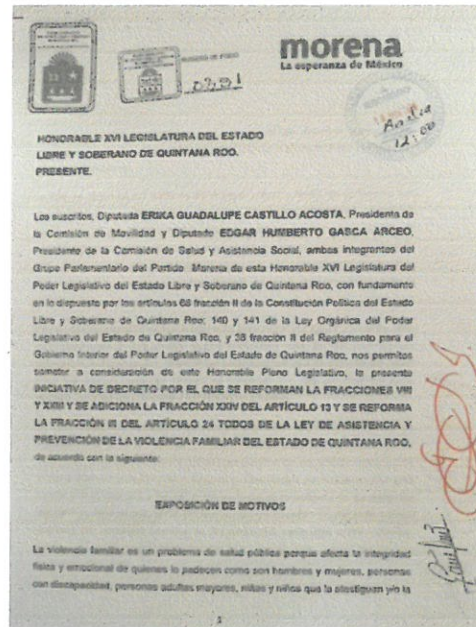 morena
La esperanza de México
0291
12:00
HONORABLE XVI LEGISLATURA DEL ESTADO
LIBRE Y SOBERANO DE QUINTANA ROO.
PRESENTE.
Los suscritos, Diputada ERIKA GUADALUPE CASTILLO ACOSTA, Presidenta de
la Comisión de Movilidad y Diputado EDGAR HUMBERTO GASCA ARCEO,
Presidente de la Comisión de Salud y Asistencia Social, ambos integrantes del
Grupo Parlamentario del Partido Morena de esta Honorable XVI Legislatura del
Poder Legislativo del Estado Libre y Soberano de Quintana Roo, con fundamento
en lo dispuesto por los artículos 68 fracción II de la Constitución Política del Estado
Libre y Soberano de Quintana Roo; 140 y 141 de la Ley Orgánica del Poder
Legislativo del Estado de Quintana Roo, y 38 fracción II del Reglamento para el
Gobierno Interior del Poder Legislativo del Estado de Quintana Roo, nos permitos
someter a consideración de este Honorable Pleno Legislativo, la presente
INICIATIVA DE DECRETO POR EL QUE SE REFORMAN LA FRACCIONES VIII
Y XXIII Y SE ADICIONA LA FRACCIÓN XXIV DEL ARTÍCULO 13 Y SE REFORMA
LA FRACCIÓN III DEL ARTÍCULO 24 TODOS DE LA LEY DE ASISTENCIA Y
PREVENCIÓN DE LA VIOLENCIA FAMILIAR DEL ESTADO DE QUINTANA ROO,
de acuerdo con la siguiente:
EXPOSICIÓN DE MOTIVOS
La violencia familiar es un problema de salud pública porque afecta la integridad
física y emocional de quienes lo padecen como son hombres y mujeres, personas
con discapacidad, personas adultas mayores, niñas y niños que la atestiguan y/o la
1